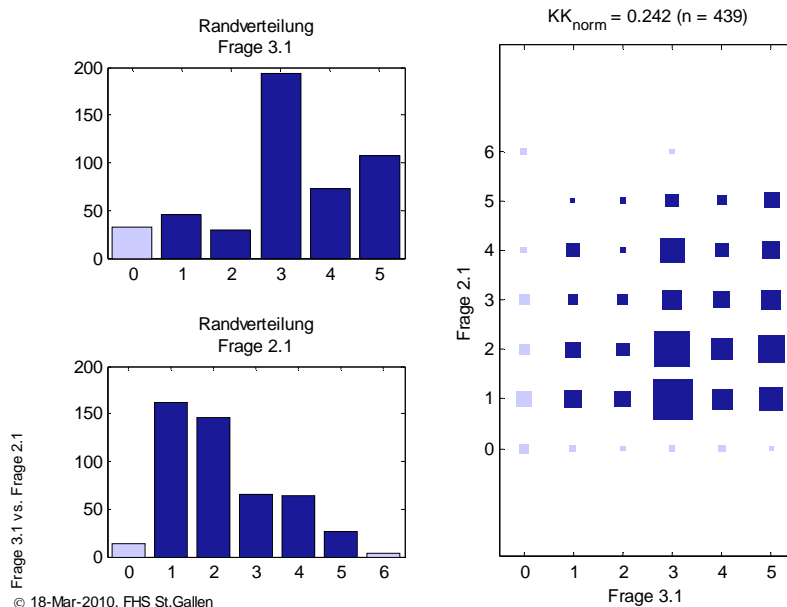 Randverteilung
Frage 3.1
200
150
100
50
0
0 1 2 3 4 5
Randverteilung
Frage 2.1
200
150
100
50
0
0 1 2 3 4 5 6
Frage 3.1 vs. Frage 2.1
© 18-Mar-2010, FHS St.Gallen
KKnorm = 0.242 (n = 439)
Frage 2.1
6
5
4
3
2
1
0
0 1 2 3 4 5
Frage 3.1